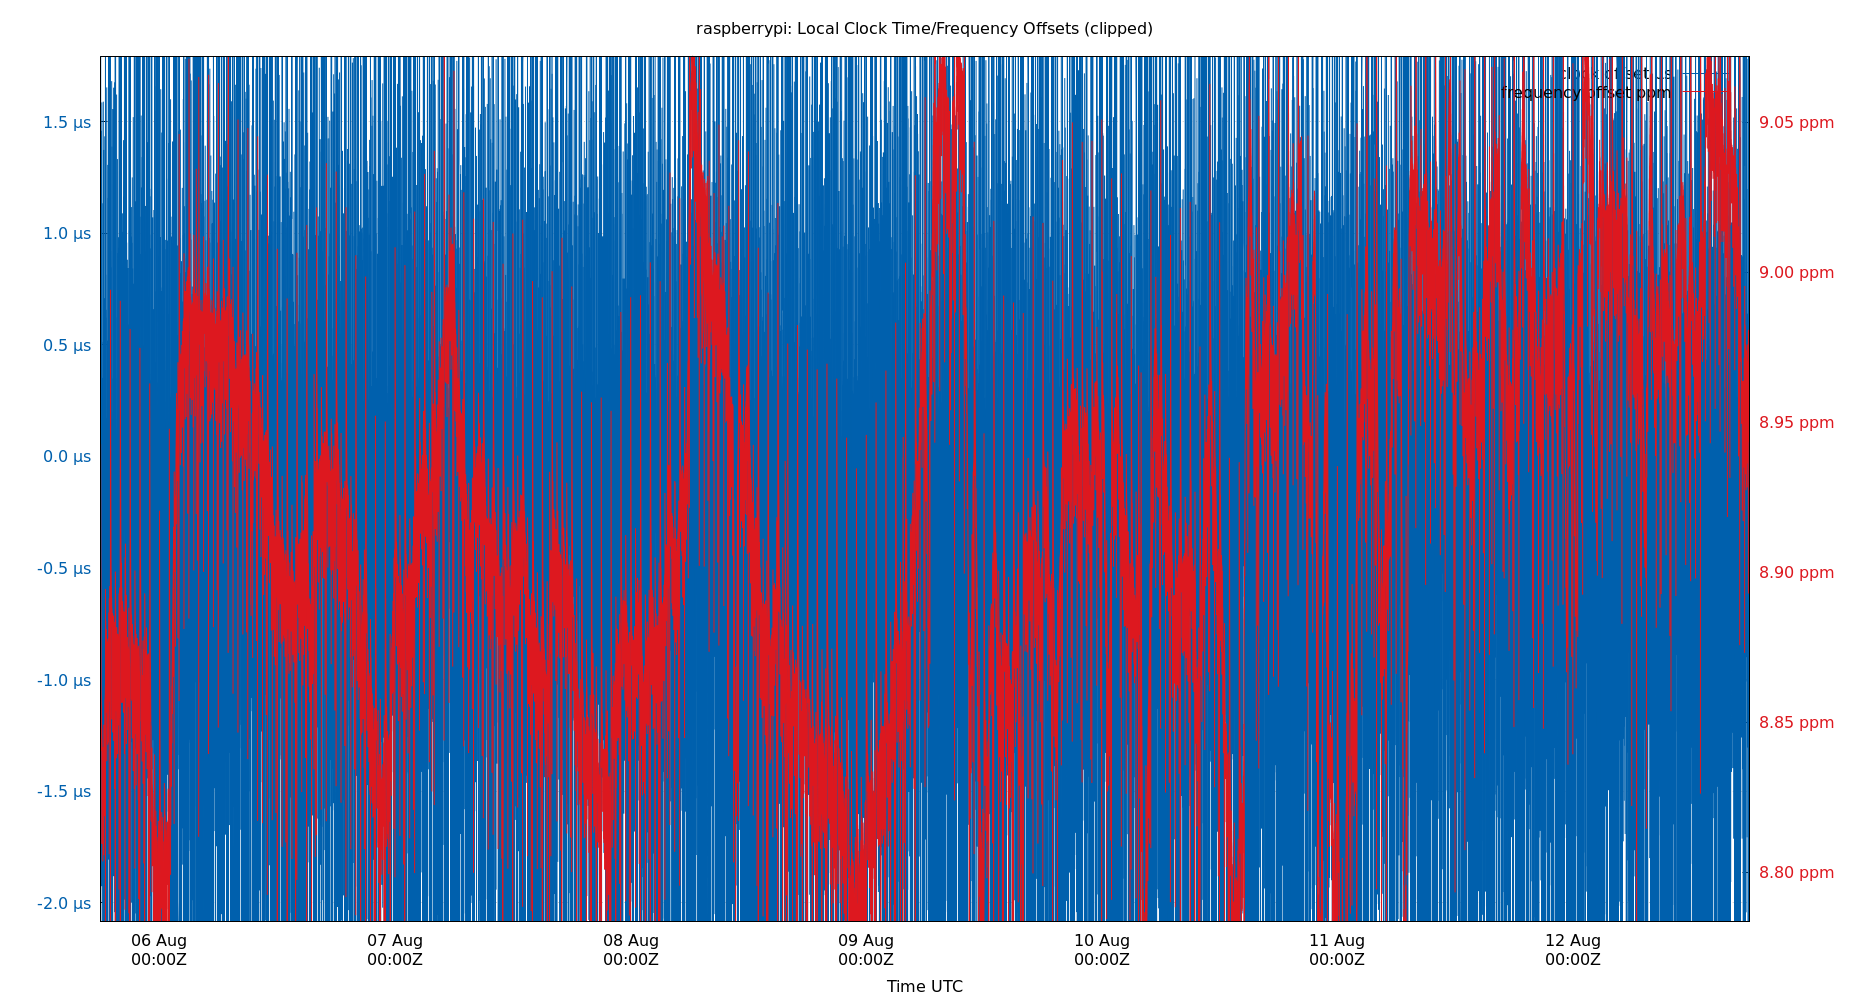 raspberrypi: Local Clock Time/Frequency Offsets (clipped)
clock offset µs
frequency offset ppm
1.5 µs
1.0 µs
0.5 µs
0.0 µs
-0.5 µs
-1.0 µs
-1.5 µs
-2.0 µs
9.05 ppm
9.00 ppm
8.95 ppm
8.90 ppm
8.85 ppm
8.80 ppm
06 Aug 07 Aug 08 Aug 09 Aug 10 Aug 11 Aug 12 Aug
00:00Z 00:00Z 00:00Z 00:00Z 00:00Z 00:00Z 00:00Z
Time UTC